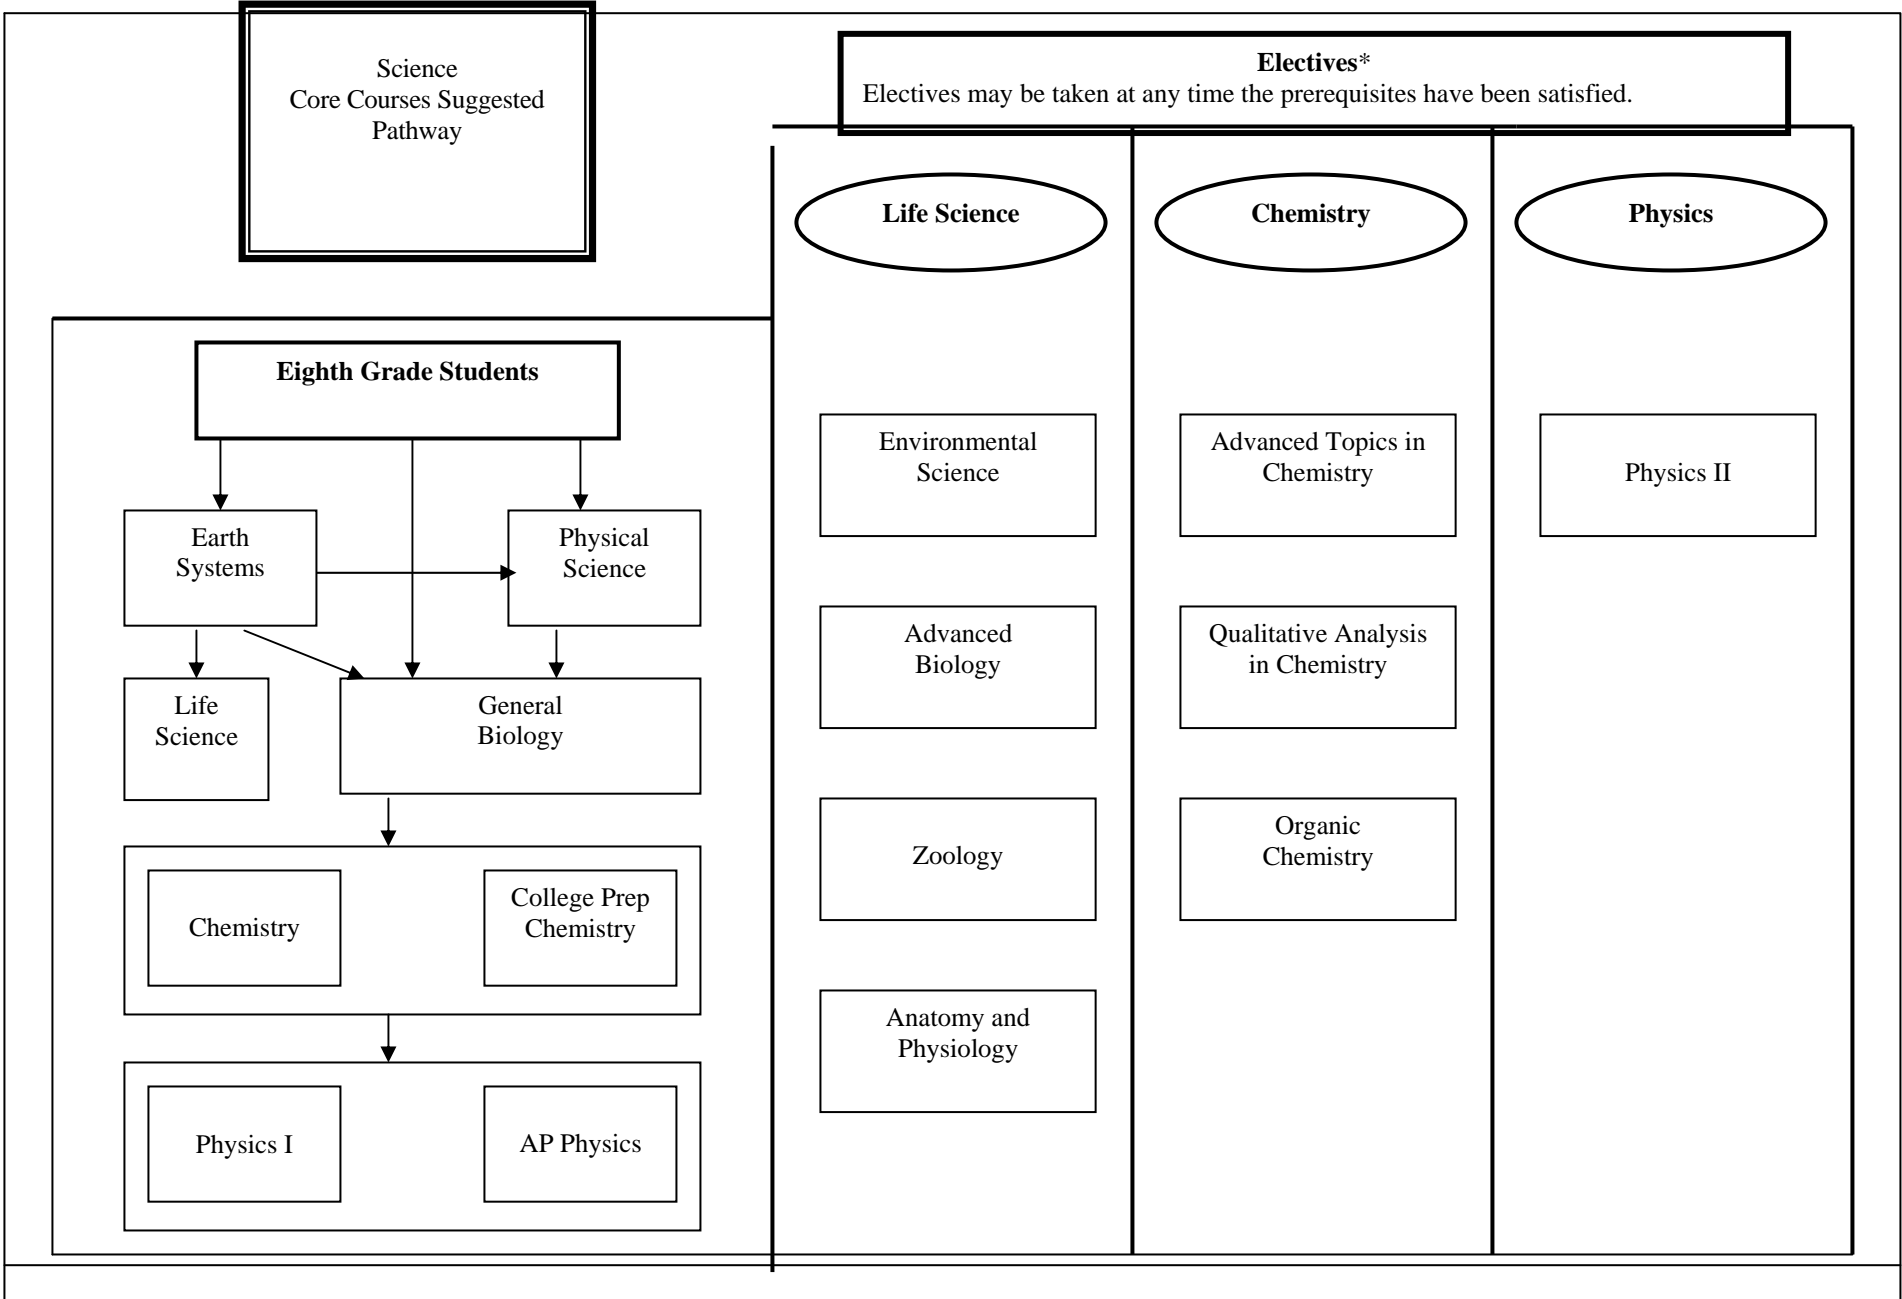 Science
Core Courses Suggested
Pathway
Electives*
Electives may be taken at any time the prerequisites have been satisfied.
Life Science
Chemistry
Physics
Eighth Grade Students
Earth
Systems
Physical
Science
Life
Science
General
Biology
Chemistry
College Prep
Chemistry
Physics I
AP Physics
Environmental
Science
Advanced
Biology
Zoology
Anatomy and
Physiology
Advanced Topics in
Chemistry
Qualitative Analysis
in Chemistry
Organic
Chemistry
Physics II